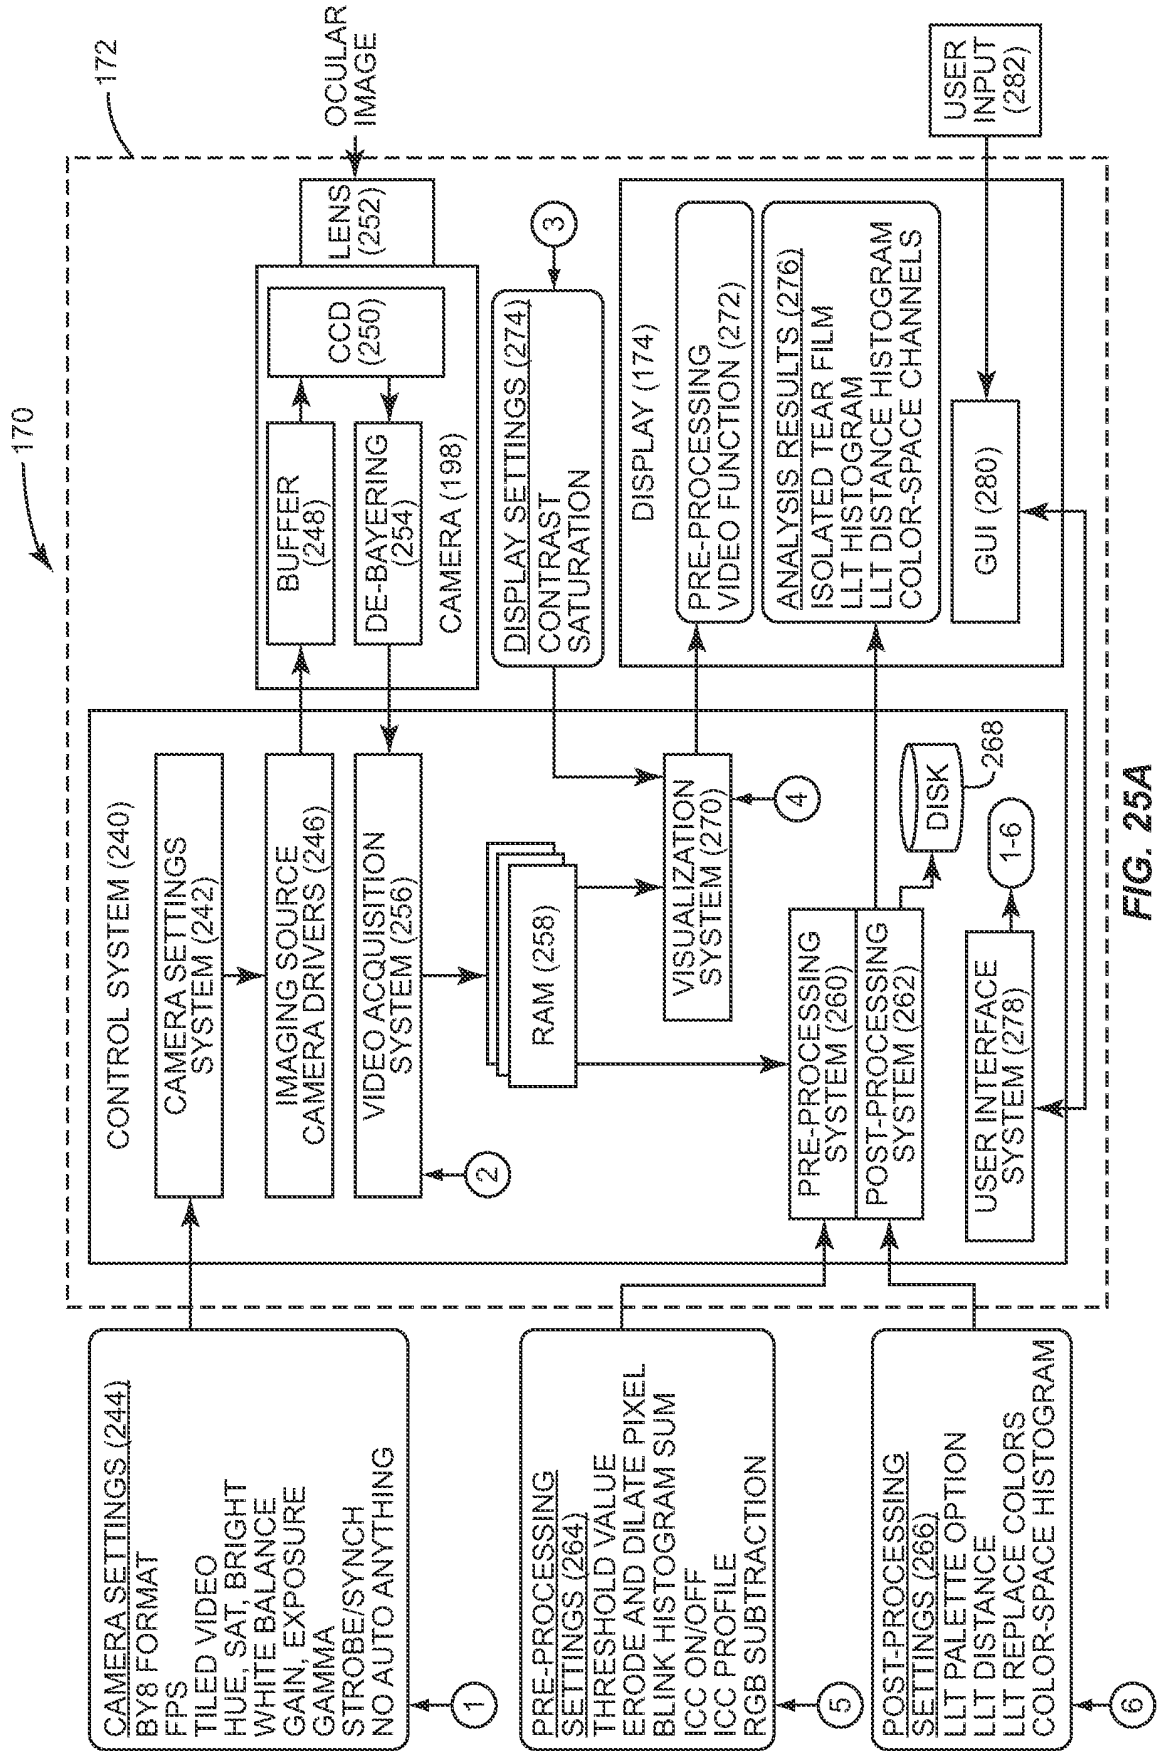 170
172
CAMERA SETTINGS (244)
BY8 FORMAT
FPS
TILED VIDEO
HUE, SAT, BRIGHT
WHITE BALANCE
GAIN, EXPOSURE
GAMMA
STROBE/SYNCH
NO AUTO ANYTHING
1
PRE-PROCESSING
SETTINGS (264)
THRESHOLD VALUE
ERODE AND DILATE PIXEL
BLINK HISTOGRAM SUM
ICC ON/OFF
ICC PROFILE
RGB SUBTRACTION
5
POST-PROCESSING
SETTINGS (266)
LLT PALETTE OPTION
LLT DISTANCE
LLT REPLACE COLORS
COLOR-SPACE HISTOGRAM
6
CONTROL SYSTEM (240)
CAMERA SETTINGS
SYSTEM (242)
IMAGING SOURCE
CAMERA DRIVERS (246)
VIDEO ACQUISITION
SYSTEM (256)
2
RAM (258)
VISUALIZATION
SYSTEM (270)
4
PRE-PROCESSING
SYSTEM (260)
POST-PROCESSING
SYSTEM (262)
DISK
268
USER INTERFACE
SYSTEM (278)
1-6
BUFFER
(248)
CCD
(250)
DE-BAYERING
(254)
CAMERA (198)
LENS
(252)
OCULAR
IMAGE
DISPLAY SETTINGS (274)
CONTRAST
SATURATION
3
DISPLAY (174)
PRE-PROCESSING
VIDEO FUNCTION (272)
ANALYSIS RESULTS (276)
ISOLATED TEAR FILM
LLT HISTOGRAM
LLT DISTANCE HISTOGRAM
COLOR-SPACE CHANNELS
GUI (280)
USER
INPUT
(282)
FIG. 25A